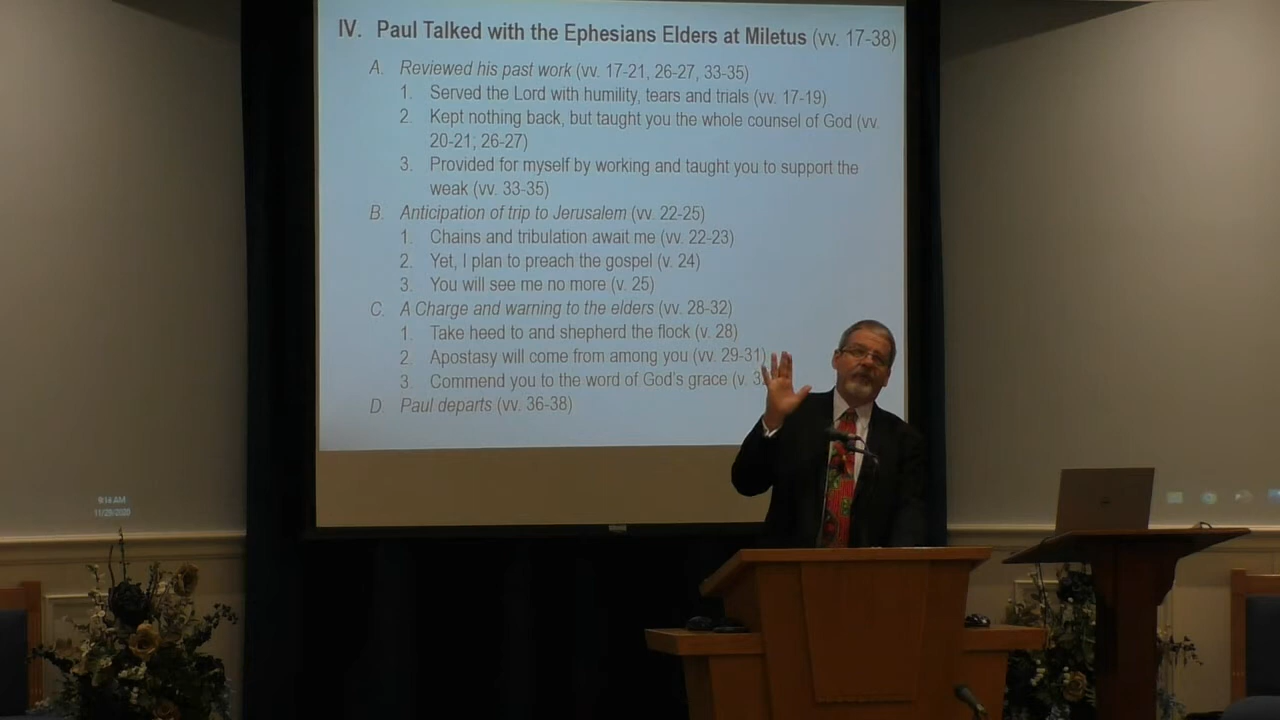 IV. Paul Talked with the Ephesians Elders at Miletus (vv. 17-38)
A. Reviewed his past work (vv. 17-21, 26-27, 33-35)
1. Served the Lord with humility, tears and trials (vv. 17-19)
2. Kept nothing back, but taught you the whole counsel of God (vv.
20-21; 26-27)
3. Provided for myself by working and taught you to support the
weak (vv. 33-35)
B. Anticipation of trip to Jerusalem (vv. 22-25)
1. Chains and tribulation await me (vv. 22-23)
2. Yet, I plan to preach the gospel (v. 24)
3. You will see me no more (v. 25)
C. A Charge and warning to the elders (vv. 28-32)
1. Take heed to and shepherd the flock (v. 28)
2. Apostasy will come from among you (vv. 29-31)
3. Commend you to the word of God's grace (v. 3
D. Paul departs (vv. 36-38)
AM